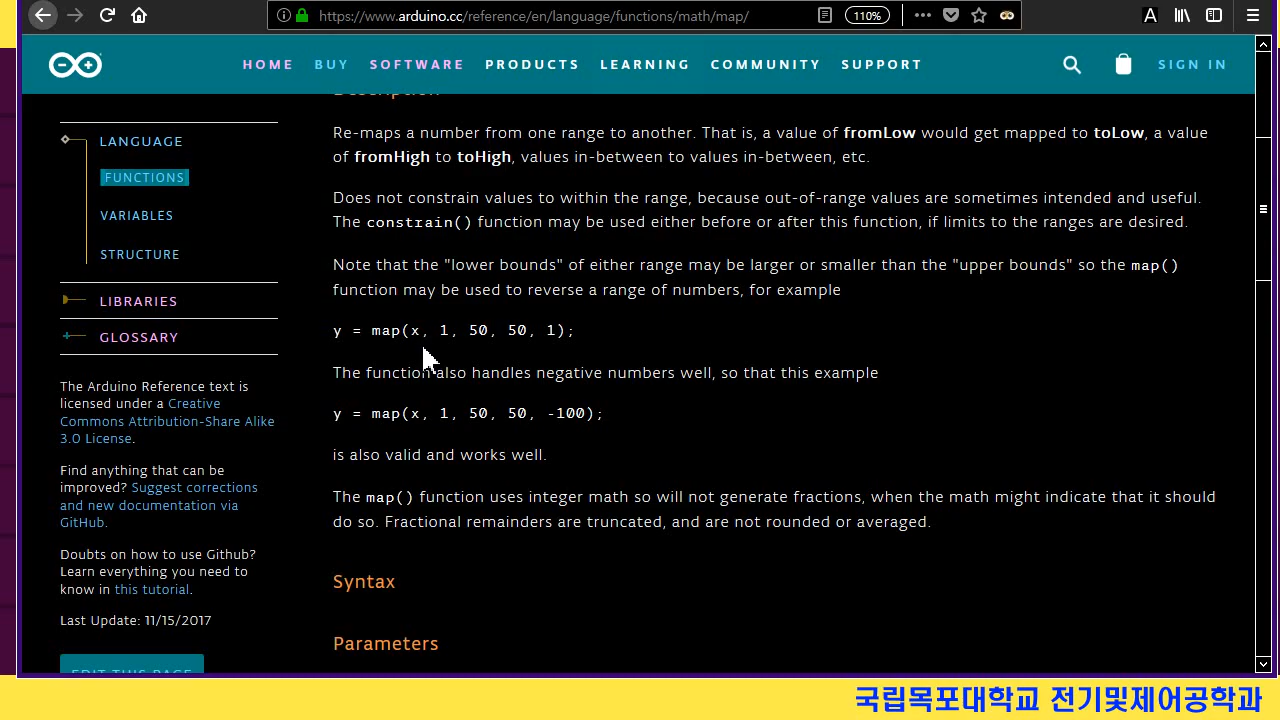 https://www.arduino.cc/reference/en/language/functions/math/map/
110%
HOME BUY SOFTWARE PRODUCTS LEARNING COMMUNITY SUPPORT SIGN IN
Description
LANGUAGE
FUNCTIONS
VARIABLES
STRUCTURE
LIBRARIES
GLOSSARY
The Arduino Reference text is
licensed under a Creative
Commons Attribution-Share Alike
3.0 License.
Find anything that can be
improved? Suggest corrections
and new documentation via
GitHub.
Doubts on how to use Github?
Learn everything you need to
know in this tutorial.
Last Update: 11/15/2017
EDIT THIS PAGE
Re-maps a number from one range to another. That is, a value of fromLow would get mapped to toLow, a value
of fromHigh to toHigh, values in-between to values in-between, etc.
Does not constrain values to within the range, because out-of-range values are sometimes intended and useful.
The constrain() function may be used either before or after this function, if limits to the ranges are desired.
Note that the "lower bounds" of either range may be larger or smaller than the "upper bounds" so the map()
function may be used to reverse a range of numbers, for example
y = map(x, 1, 50, 50, 1);
The function also handles negative numbers well, so that this example
y = map(x, 1, 50, 50, -100);
is also valid and works well.
The map() function uses integer math so will not generate fractions, when the math might indicate that it should
do so. Fractional remainders are truncated, and are not rounded or averaged.
Syntax
Parameters
국립목포대학교 전기및제어공학과